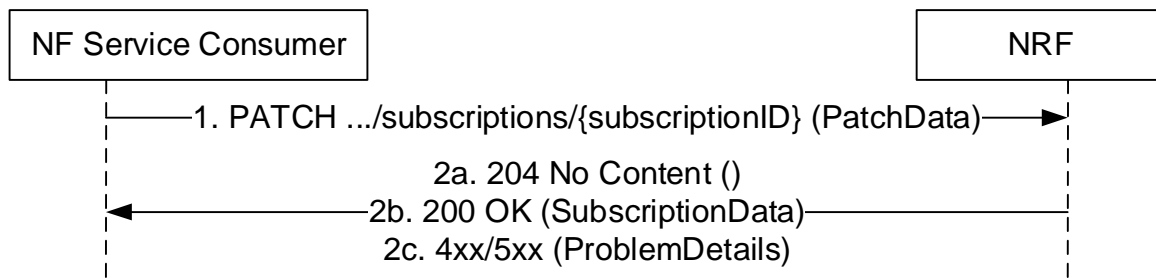 NF Service Consumer
NRF
1. PATCH .../subscriptions/{subscriptionID} (PatchData)
2a. 204 No Content ()
2b. 200 OK (SubscriptionData)
2c. 4xx/5xx (ProblemDetails)